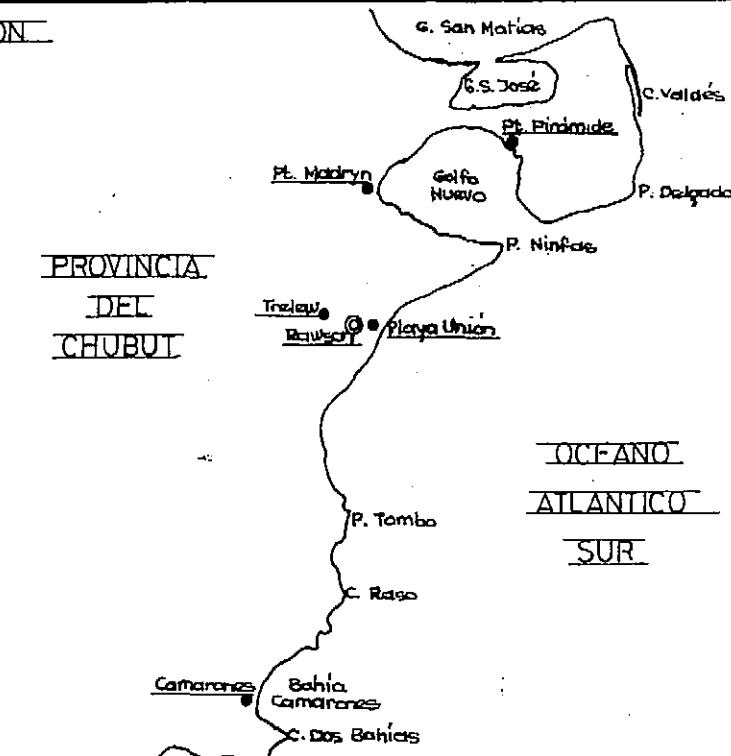 ON
G. San Matías
G.S. José
C. Valdés
Pt. Pirámide
Pt. Madryn
Golfo
NUEVO
P. Delgada
P. Ninfas
PROVINCIA
DEL
CHUBUT
Trelew
Rawson
Playa Unión
OCEANO
ATLANTICO
SUR
P. Tombo
C. Raso
Camarones
Bahía
Camarones
C. Dos Bahías